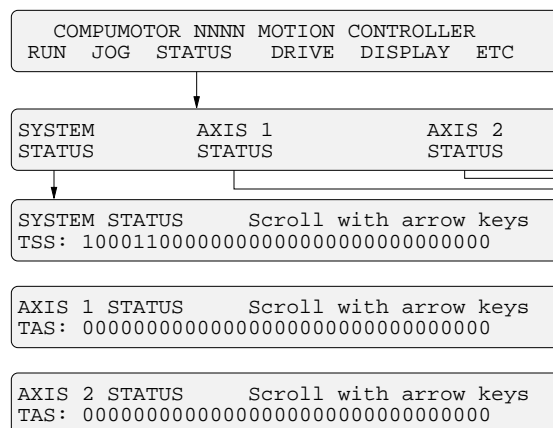 COMPUMOTOR NNNN MOTION CONTROLLER
RUN JOG STATUS DRIVE DISPLAY ETC
SYSTEM AXIS 1 AXIS 2
STATUS STATUS STATUS
SYSTEM STATUS Scroll with arrow keys
TSS: 10001100000000000000000000000000
AXIS 1 STATUS Scroll with arrow keys
TAS: 00000000000000000000000000000000
AXIS 2 STATUS Scroll with arrow keys
TAS: 00000000000000000000000000000000